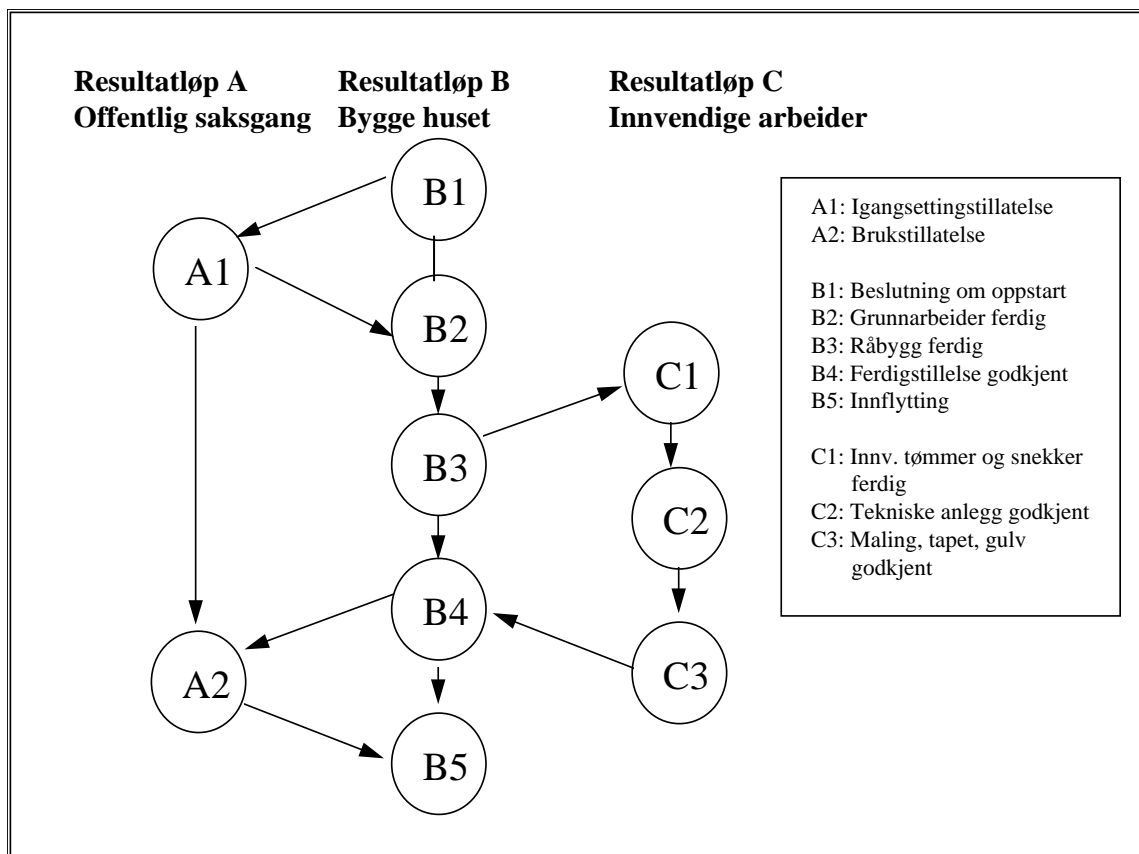 Resultatløp A
Offentlig saksgang
Resultatløp B
Bygge huset
Resultatløp C
Innvendige arbeider
B1
A1
B2
C1
B3
C2
B4
C3
A2
B5
A1: Igangsettingstillatelse
A2: Brukstillatelse
B1: Beslutning om oppstart
B2: Grunnarbeider ferdig
B3: Råbygg ferdig
B4: Ferdigstillelse godkjent
B5: Innflytting
C1: Innv. tømmer og snekker
ferdig
C2: Tekniske anlegg godkjent
C3: Maling, tapet, gulv
godkjent